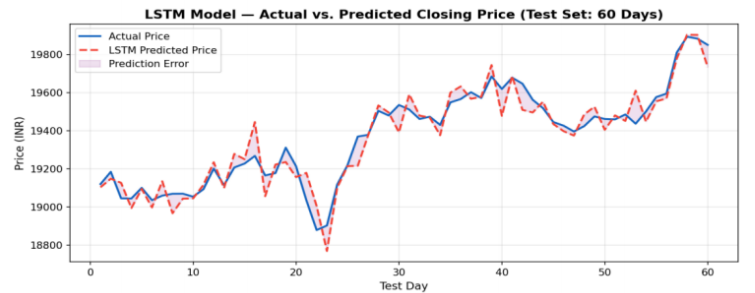 LSTM Model — Actual vs. Predicted Closing Price (Test Set: 60 Days)
Actual Price
LSTM Predicted Price
Prediction Error
Price (INR)
19800
19600
19400
19200
19000
18800
0 10 20 30 40 50 60
Test Day